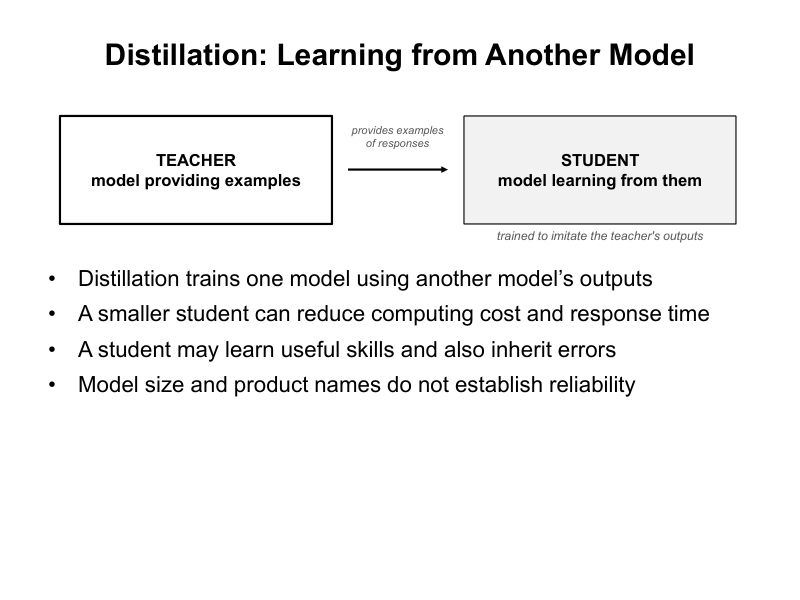 Distillation: Learning from Another Model
TEACHER
model providing examples
provides examples
of responses
STUDENT
model learning from them
trained to imitate the teacher's outputs
• Distillation trains one model using another model’s outputs
• A smaller student can reduce computing cost and response time
• A student may learn useful skills and also inherit errors
• Model size and product names do not establish reliability